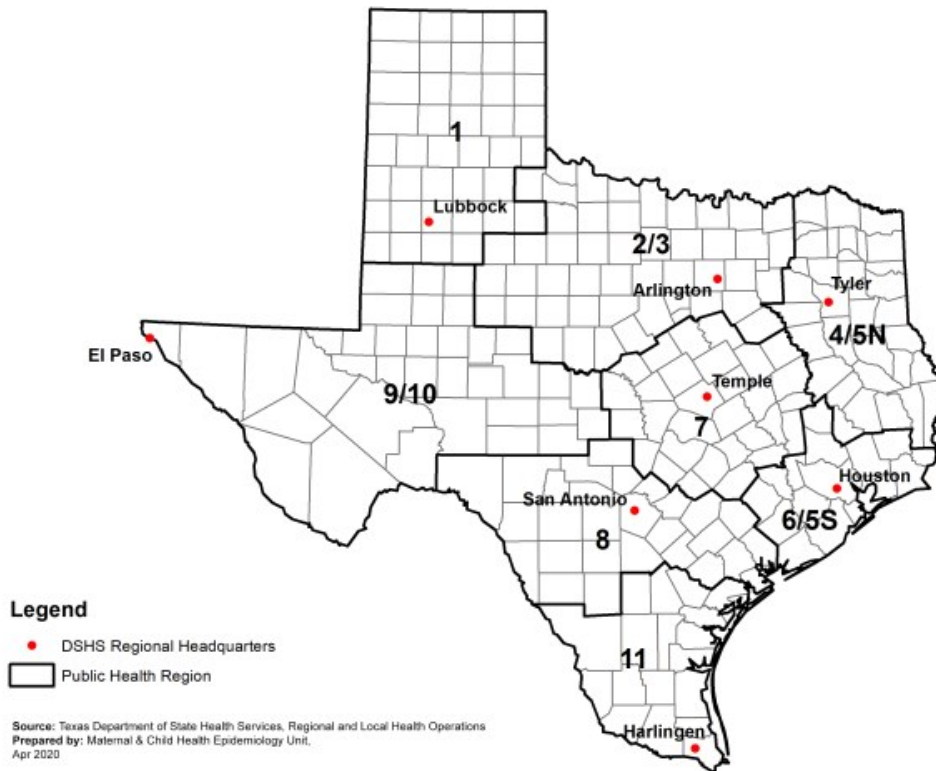 1
Lubbock
2/3
Arlington
Tyler
El Paso
4/5N
9/10
Temple
7
Houston
San Antonio
6/5S
8
Legend
DSHS Regional Headquarters
11
Public Health Region
Source: Texas Department of State Health Services, Regional and Local Health Operations
Prepared by: Maternal & Child Health Epidemiology Unit,
Harlingen
Apr 2020